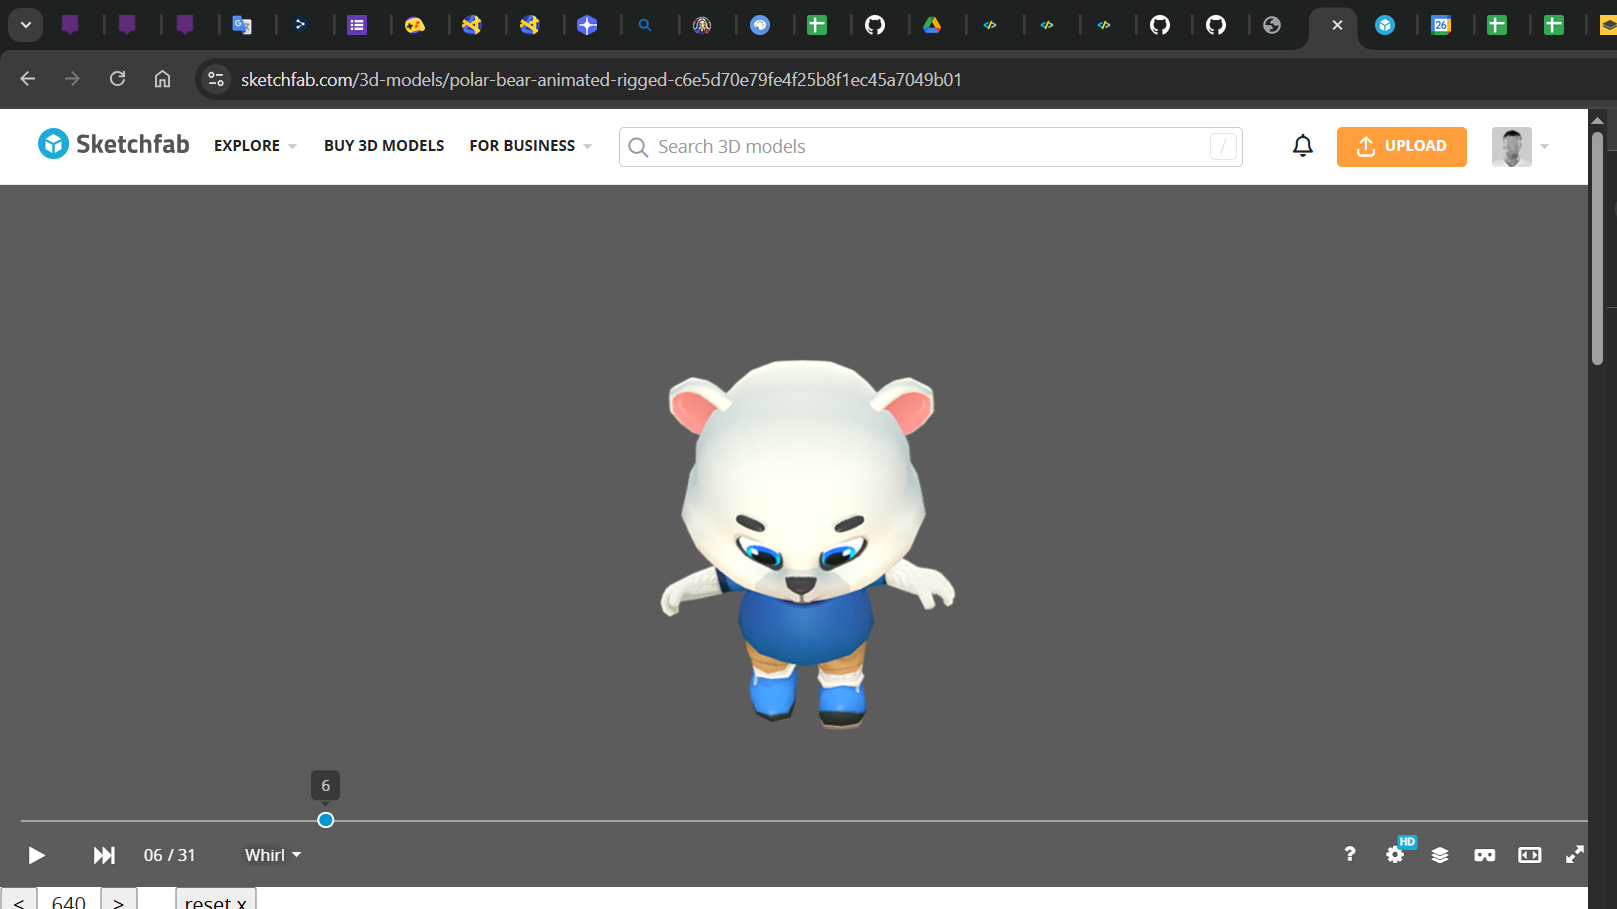 26
sketchfab.com/3d-models/polar-bear-animated-rigged-c6e5d70e79fe4f25b8f1ec45a7049b01
Sketchfab
EXPLORE
BUY 3D MODELS
FOR BUSINESS
Search 3D models
/
UPLOAD
6
06 / 31
Whirl
?
HD
<
640
>
reset x